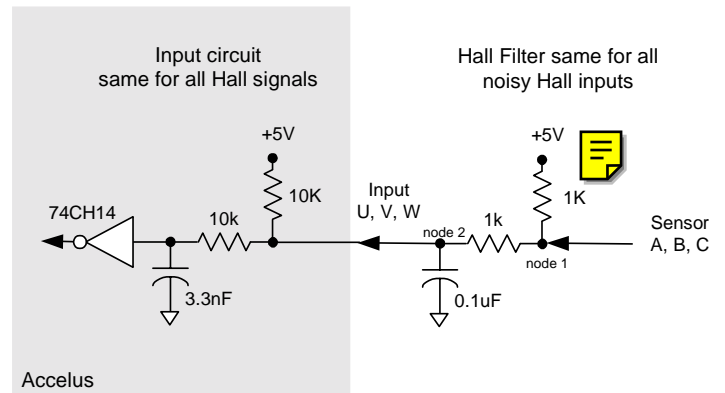 Input circuit
same for all Hall signals
Hall Filter same for all
noisy Hall inputs
+5V
+5V
10K
1K
74CH14
10k
Input
U, V, W
node 2
1k
node 1
Sensor
A, B, C
3.3nF
0.1uF
Accelus